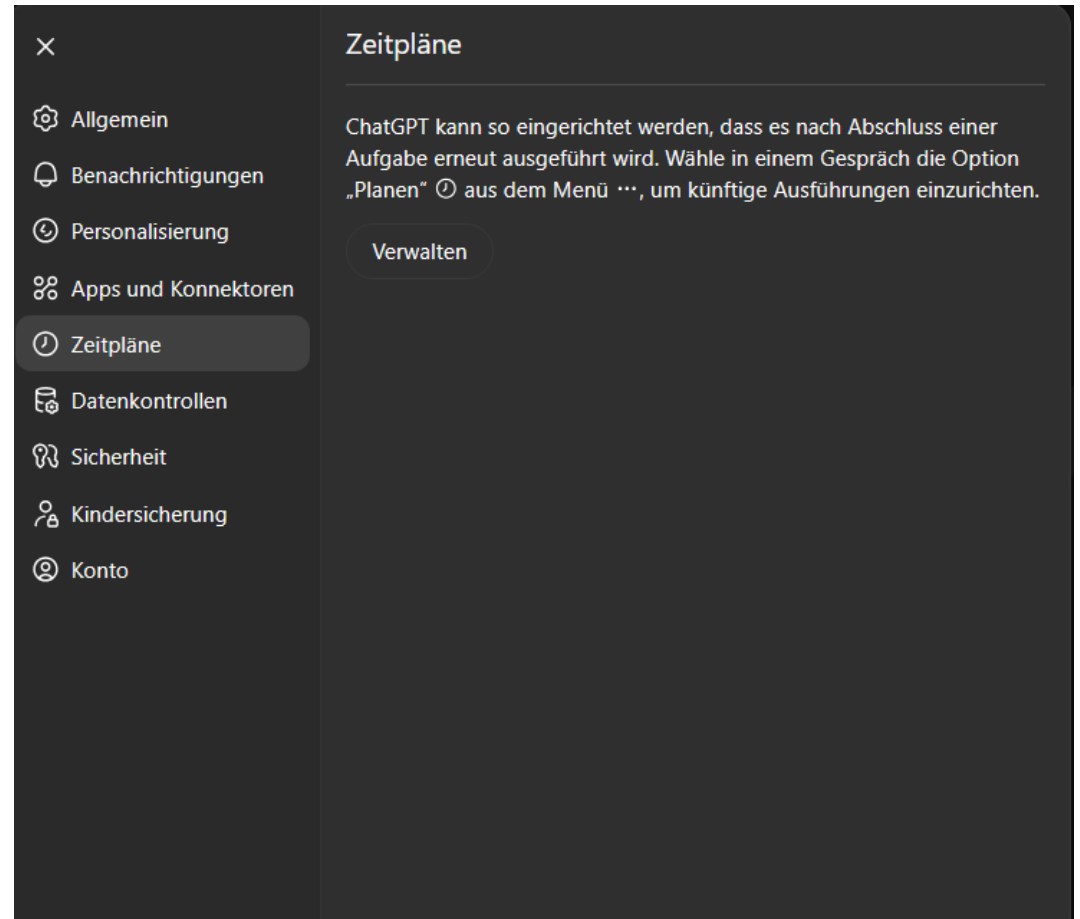 Zeitpläne
Allgemein
Benachrichtigungen
Personalisierung
Apps und Konnektoren
Zeitpläne
Datenkontrollen
Sicherheit
Kindersicherung
Konto
ChatGPT kann so eingerichtet werden, dass es nach Abschluss einer
Aufgabe erneut ausgeführt wird. Wähle in einem Gespräch die Option
„Planen“ aus dem Menü ···, um künftige Ausführungen einzurichten.
Verwalten